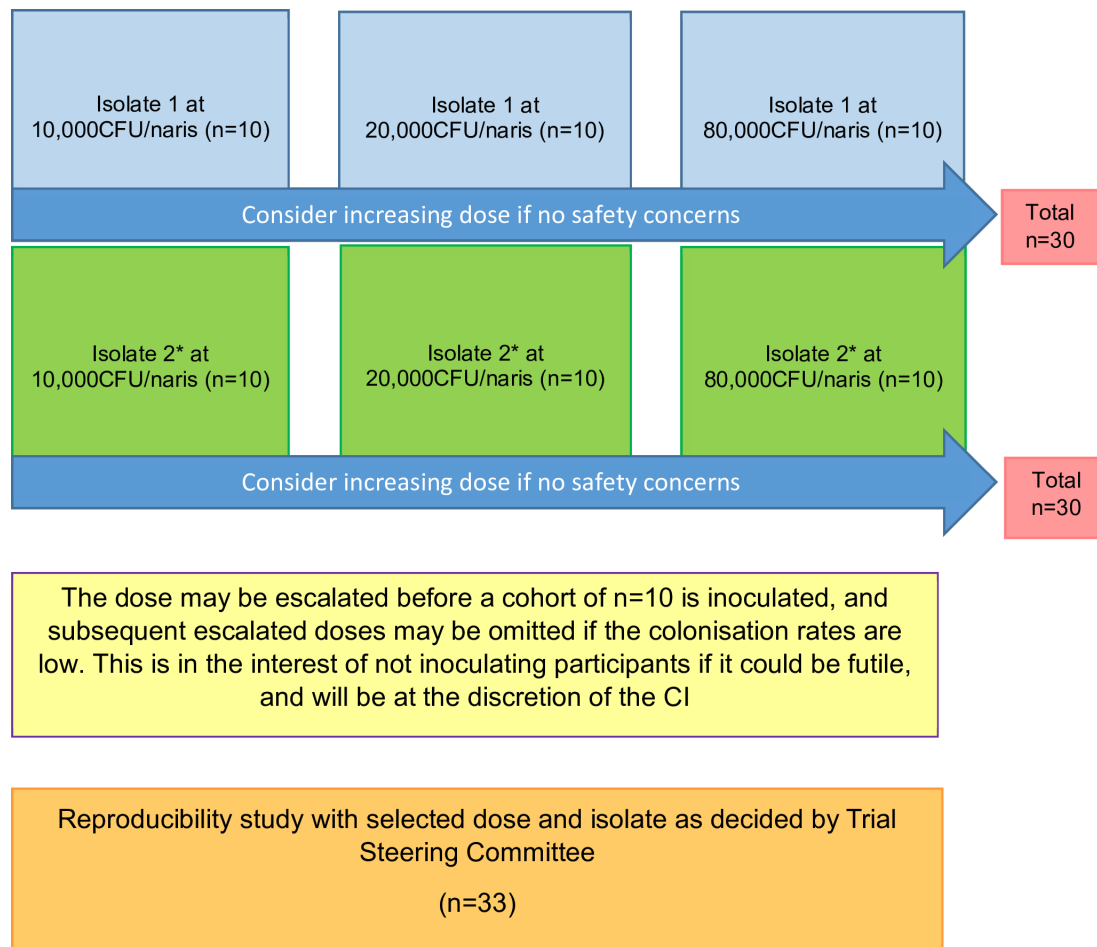 Isolate 1 at
10,000CFU/naris (n=10)
Isolate 1 at
20,000CFU/naris (n=10)
Isolate 1 at
80,000CFU/naris (n=10)
Consider increasing dose if no safety concerns
Total
n=30
Isolate 2* at
10,000CFU/naris (n=10)
Isolate 2* at
20,000CFU/naris (n=10)
Isolate 2* at
80,000CFU/naris (n=10)
Consider increasing dose if no safety concerns
Total
n=30
The dose may be escalated before a cohort of n=10 is inoculated, and
subsequent escalated doses may be omitted if the colonisation rates are
low. This is in the interest of not inoculating participants if it could be futile,
and will be at the discretion of the CI
Reproducibility study with selected dose and isolate as decided by Trial
Steering Committee
(n=33)